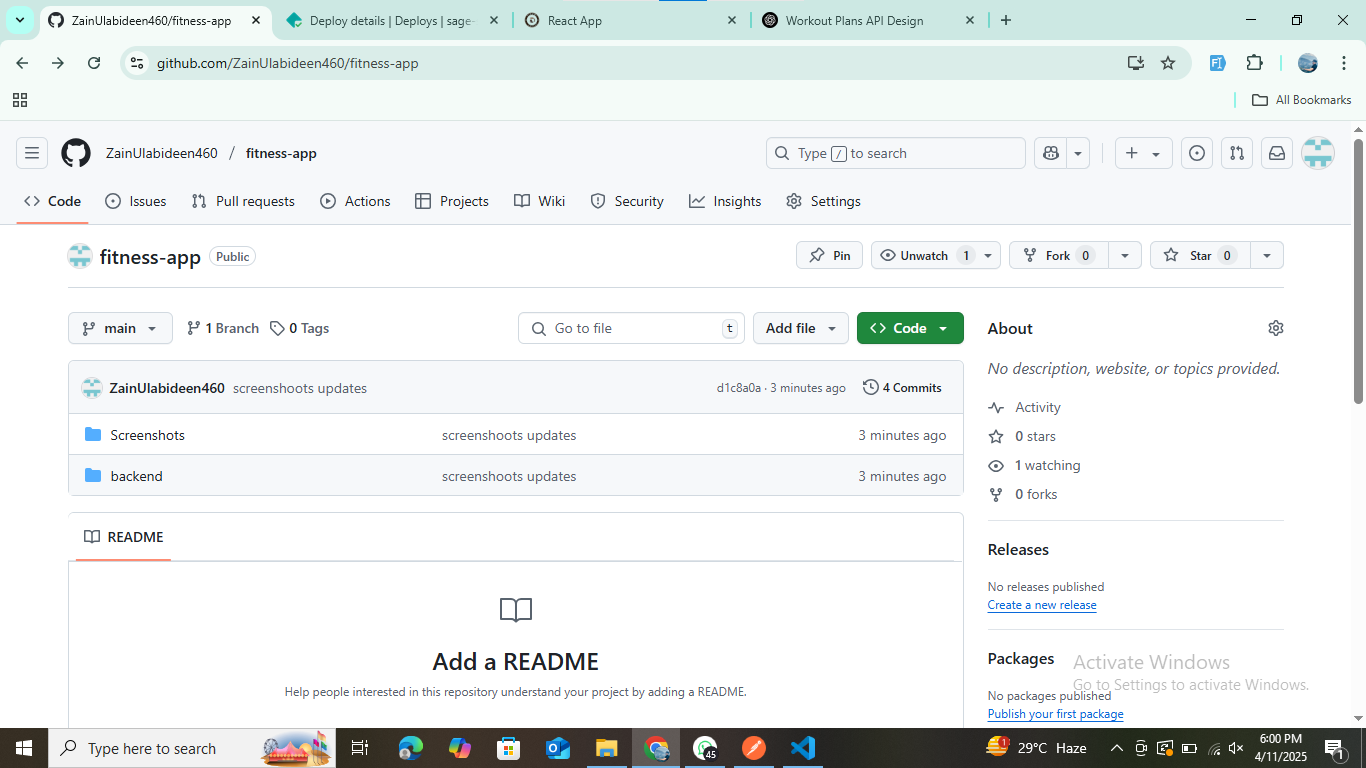 ZainUlabideen460/fitness-app
Deploy details | Deploys | sage-
React App
Workout Plans API Design
github.com/ZainUlabideen460/fitness-app
All Bookmarks
ZainUlabideen460 / fitness-app
Type / to search
Code
Issues
Pull requests
Actions
Projects
Wiki
Security
Insights
Settings
fitness-app Public
Pin
Unwatch 1
Fork 0
Star 0
main
1 Branch
0 Tags
Go to file t
Add file
Code
ZainUlabideen460 screenshoots updates
d1c8a0a · 3 minutes ago
4 Commits
Screenshots screenshoots updates 3 minutes ago
backend screenshoots updates 3 minutes ago
README
Add a README
Help people interested in this repository understand your project by adding a README.
About
No description, website, or topics provided.
Activity
0 stars
1 watching
0 forks
Releases
No releases published
Create a new release
Packages
No packages published
Publish your first package
Activate Windows
Go to Settings to activate Windows.
Type here to search
45
1
29°C Haze
6:00 PM
4/11/2025
1